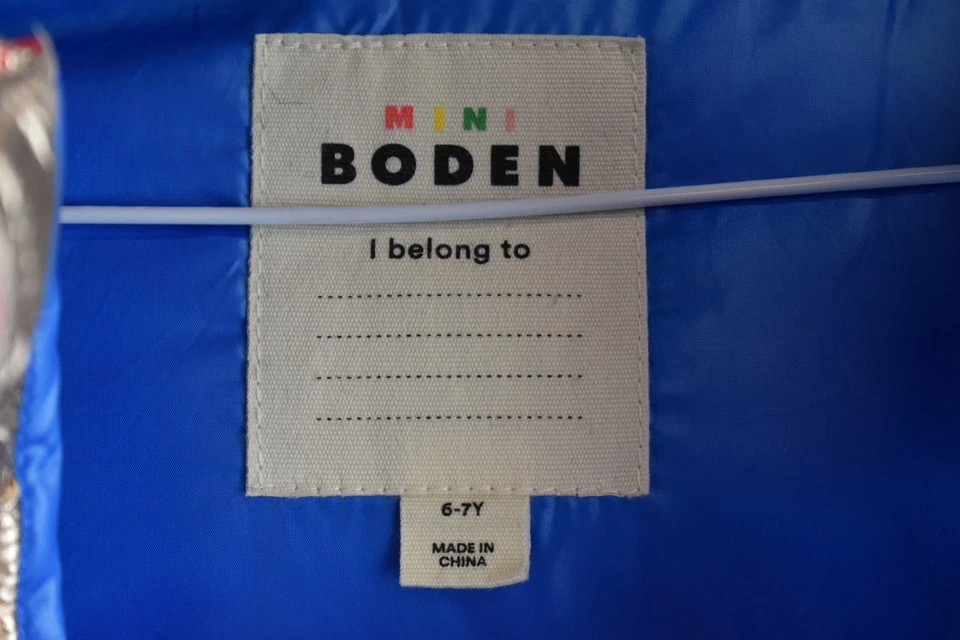 MINI
BODEN
I belong to
6-7Y
MADE IN
CHINA